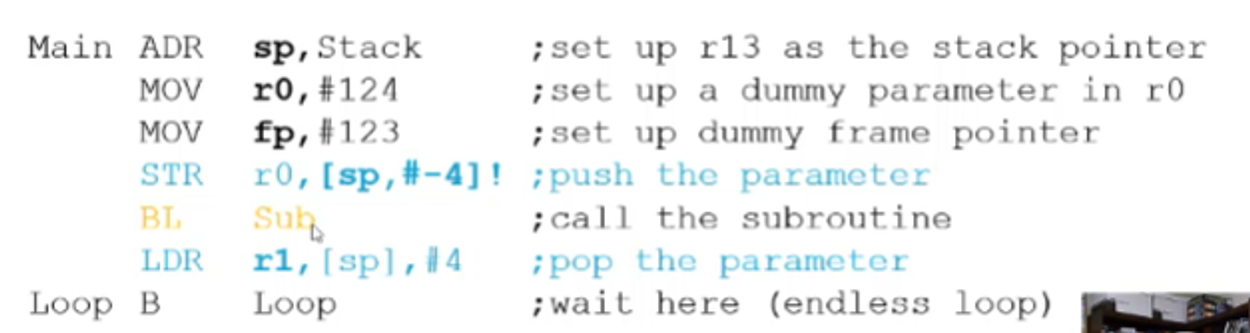 Main ADR sp,Stack ;set up r13 as the stack pointer
MOV r0,#124 ;set up a dummy parameter in r0
MOV fp,#123 ;set up dummy frame pointer
STR r0,[sp,#-4]! ;push the parameter
BL Sub ;call the subroutine
LDR r1,[sp],#4 ;pop the parameter
Loop B Loop ;wait here (endless loop)